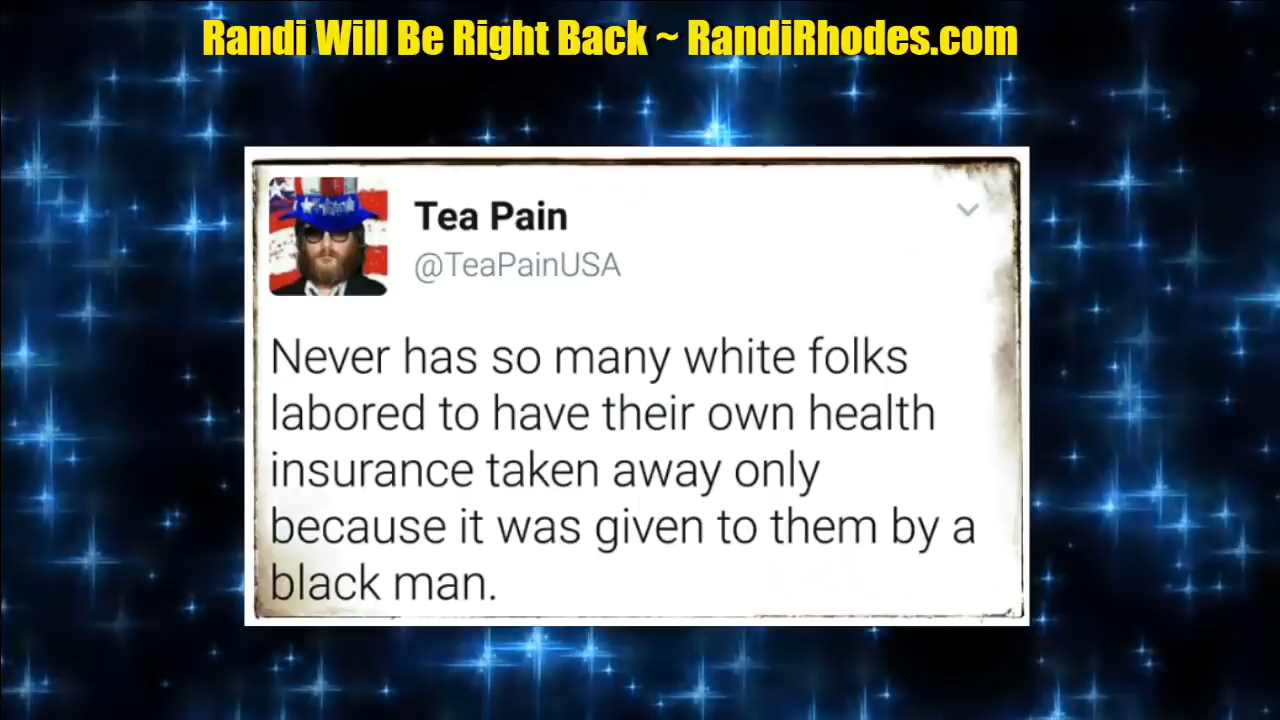 Randi Will Be Right Back ~ RandiRhodes.com
Tea Pain
@TeaPainUSA
Never has so many white folks
labored to have their own health
insurance taken away only
because it was given to them by a
black man.